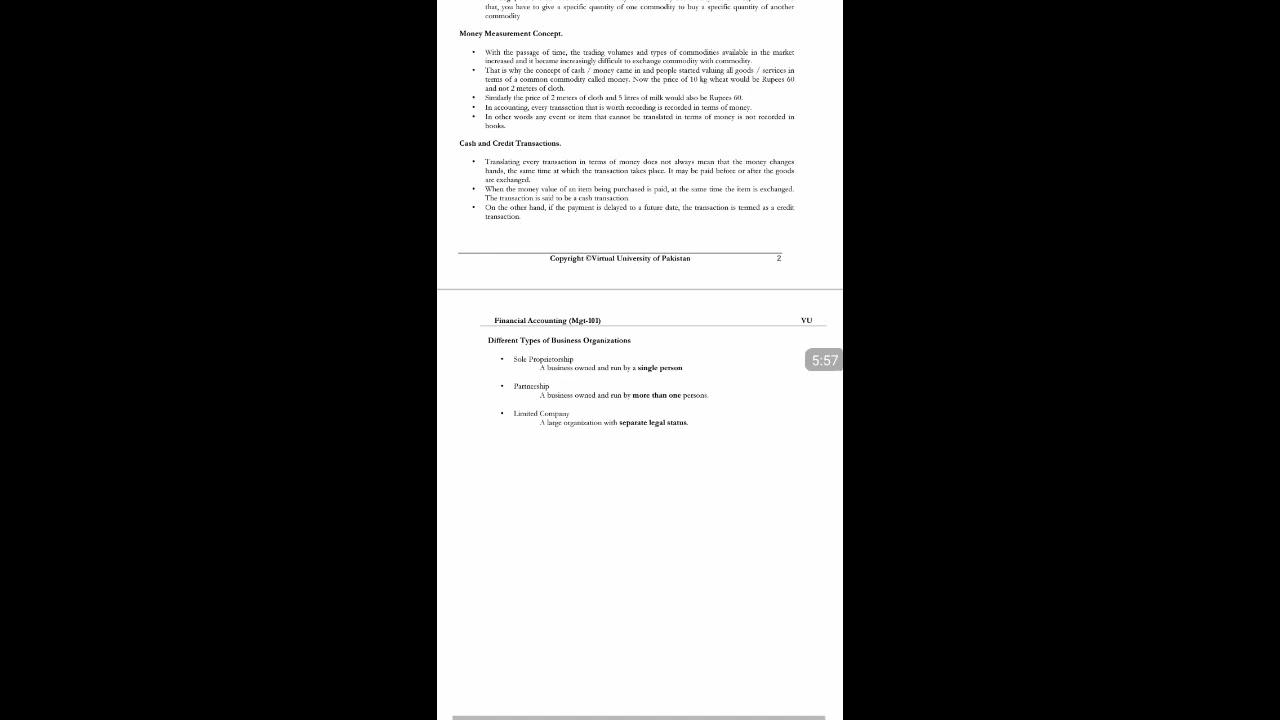 that, you have to give a specific quantity of one commodity to buy a specific quantity of another
commodity
Money Measurement Concept.
• With the passage of time, the trading volumes and types of commodities available in the market
increased and it became increasingly difficult to exchange commodity with commodity.
• That is why the concept of cash / money came in and people started valuing all goods / services in
terms of a common commodity called money. Now the price of 10 kg wheat would be Rupees 60
and not 2 meters of cloth.
• Similarly the price of 2 meters of cloth and 5 litres of milk would also be Rupees 60.
• In accounting, every transaction that is worth recording is recorded in terms of money.
• In other words any event or item that cannot be translated in terms of money is not recorded in
books.
Cash and Credit Transactions.
• Translating every transaction in terms of money does not always mean that the money changes
hands, the same time at which the transaction takes place. It may be paid before or after the goods
are exchanged.
• When the money value of an item being purchased is paid, at the same time the item is exchanged.
The transaction is said to be a cash transaction.
• On the other hand, if the payment is delayed to a future date, the transaction is termed as a credit
transaction.
Copyright ©Virtual University of Pakistan 2
Financial Accounting (Mgt-101) VU
Different Types of Business Organizations
5:57
• Sole Proprietorship
A business owned and run by a single person
• Partnership
A business owned and run by more than one persons.
• Limited Company
A large organization with separate legal status.